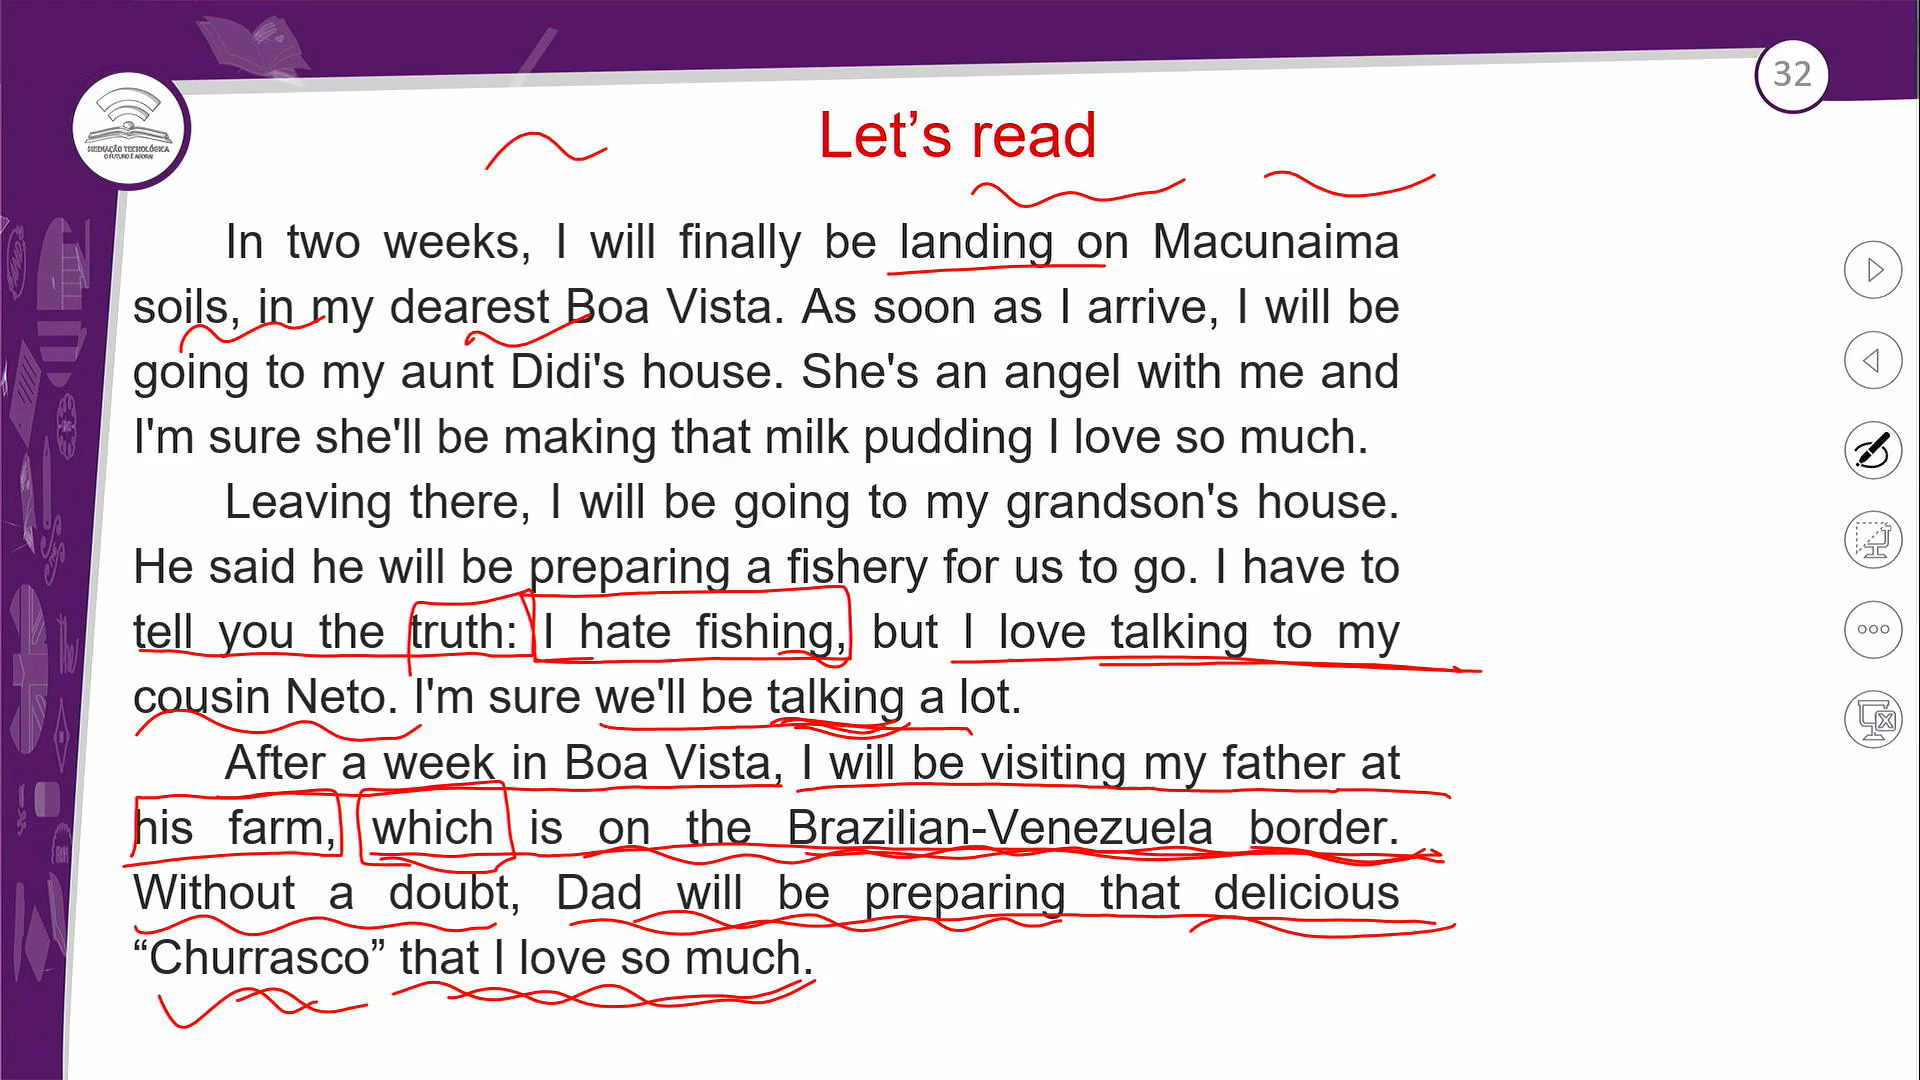 32
MEDIAÇÃO TECNOLÓGICA
O FUTURO É AGORA!
Let’s read
In two weeks, I will finally be landing on Macunaima
soils, in my dearest Boa Vista. As soon as I arrive, I will be
going to my aunt Didi's house. She's an angel with me and
I'm sure she'll be making that milk pudding I love so much.
Leaving there, I will be going to my grandson's house.
He said he will be preparing a fishery for us to go. I have to
tell you the truth: I hate fishing, but I love talking to my
cousin Neto. I'm sure we'll be talking a lot.
After a week in Boa Vista, I will be visiting my father at
his farm, which is on the Brazilian-Venezuela border.
Without a doubt, Dad will be preparing that delicious
“Churrasco” that I love so much.